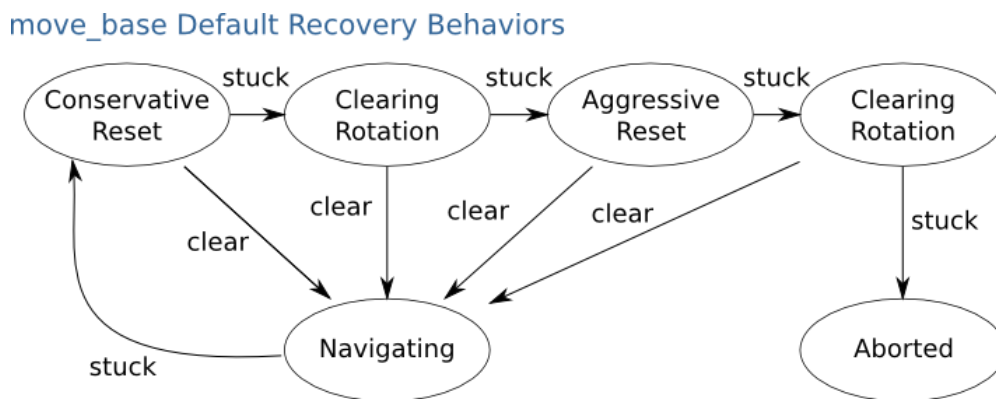 move_base Default Recovery Behaviors
stuck
stuck
stuck
Conservative
Reset
Clearing
Rotation
Aggressive
Reset
Clearing
Rotation
clear
clear
clear
clear
stuck
Navigating
Aborted
stuck